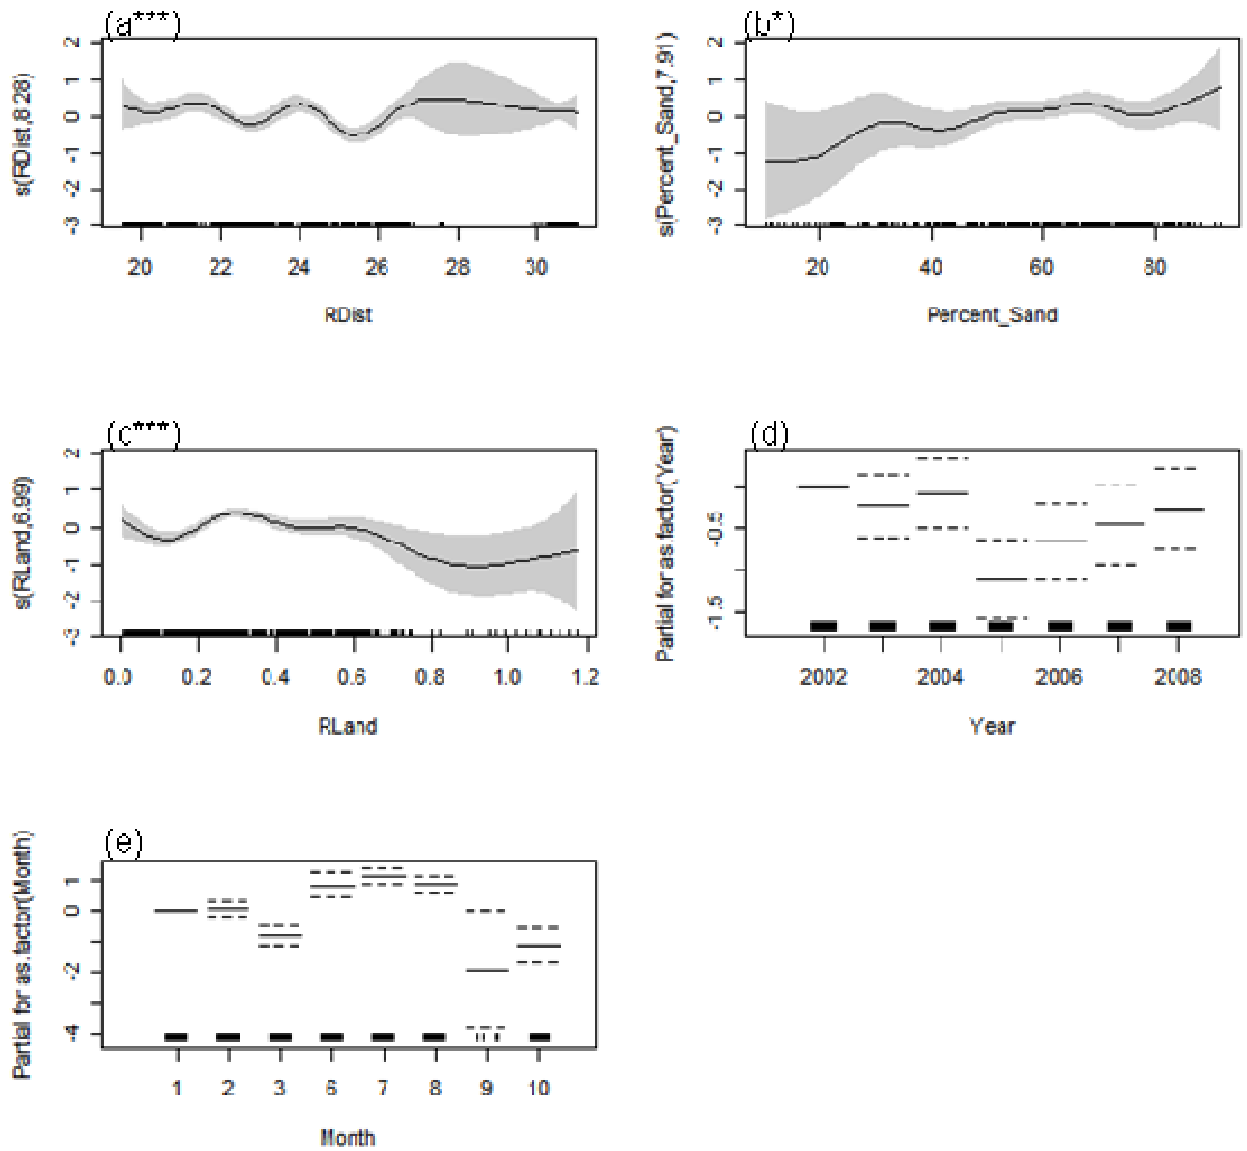 (a***)
s(RDist,8.28)
2
1
0
-1
-2
-3
20 22 24 26 28 30
RDist
(b*)
s(Percent_Sand,7.91)
2
1
0
-1
-2
-3
20 40 60 80
Percent_Sand
(c***)
s(RLand,6.99)
2
1
0
-1
-2
-3
0.0 0.2 0.4 0.6 0.8 1.0 1.2
RLand
(d)
Partial for as.factor(Year)
-0.5
-1.5
2002 2004 2006 2008
Year
(e)
Partial for as.factor(Month)
1
0
-2
-4
1 2 3 6 7 8 9 10
Month